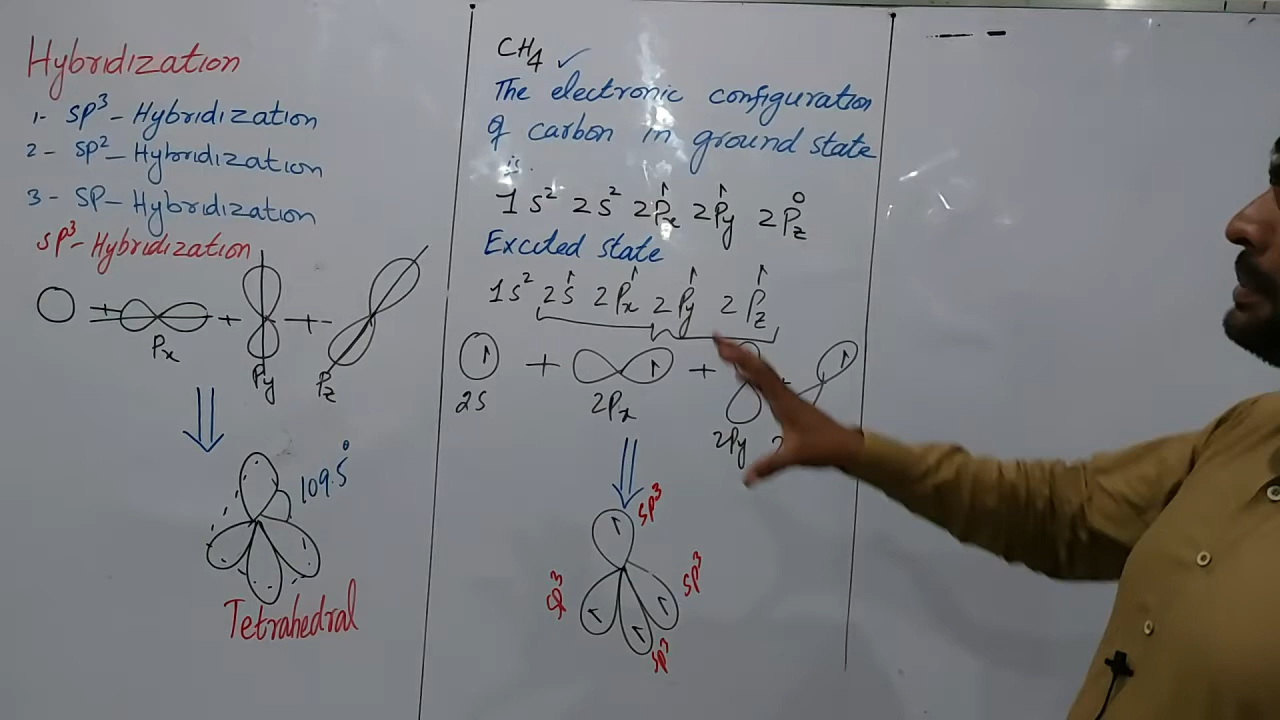 Hybridization
1- sp³-Hybridization
2- sp²-Hybridization
3- sp-Hybridization
sp³-Hybridization
+ + +
Px
Py
Pz
109.5°
Tetrahedral
CH₄ ✓
The electronic configuration
of carbon in ground state
is.
1s² 2s² 2Px↑ 2Py↑ 2Pz⁰
Excited state
1s² 2s↑ 2Px↑ 2Py↑ 2Pz↑
↑ + ↑ + ↑
2s
2Px
2Py
2
sp³
sp³
sp³
sp³